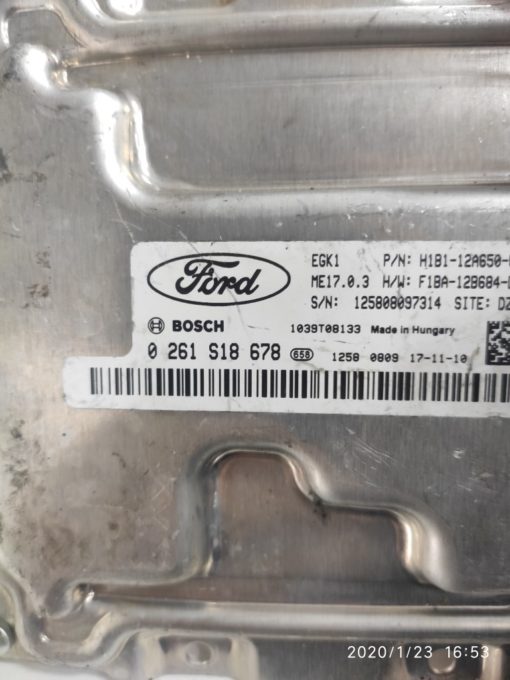 Ford
EGK1 P/N: H1B1-12A650-
ME17.0.3 H/W: F1BA-12B684-
S/N: 125808097314 SITE: DZ
BOSCH 1039T08133 Made in Hungary
0 261 S18 678 658 1258 0809 17-11-10
2020/1/23 16:53